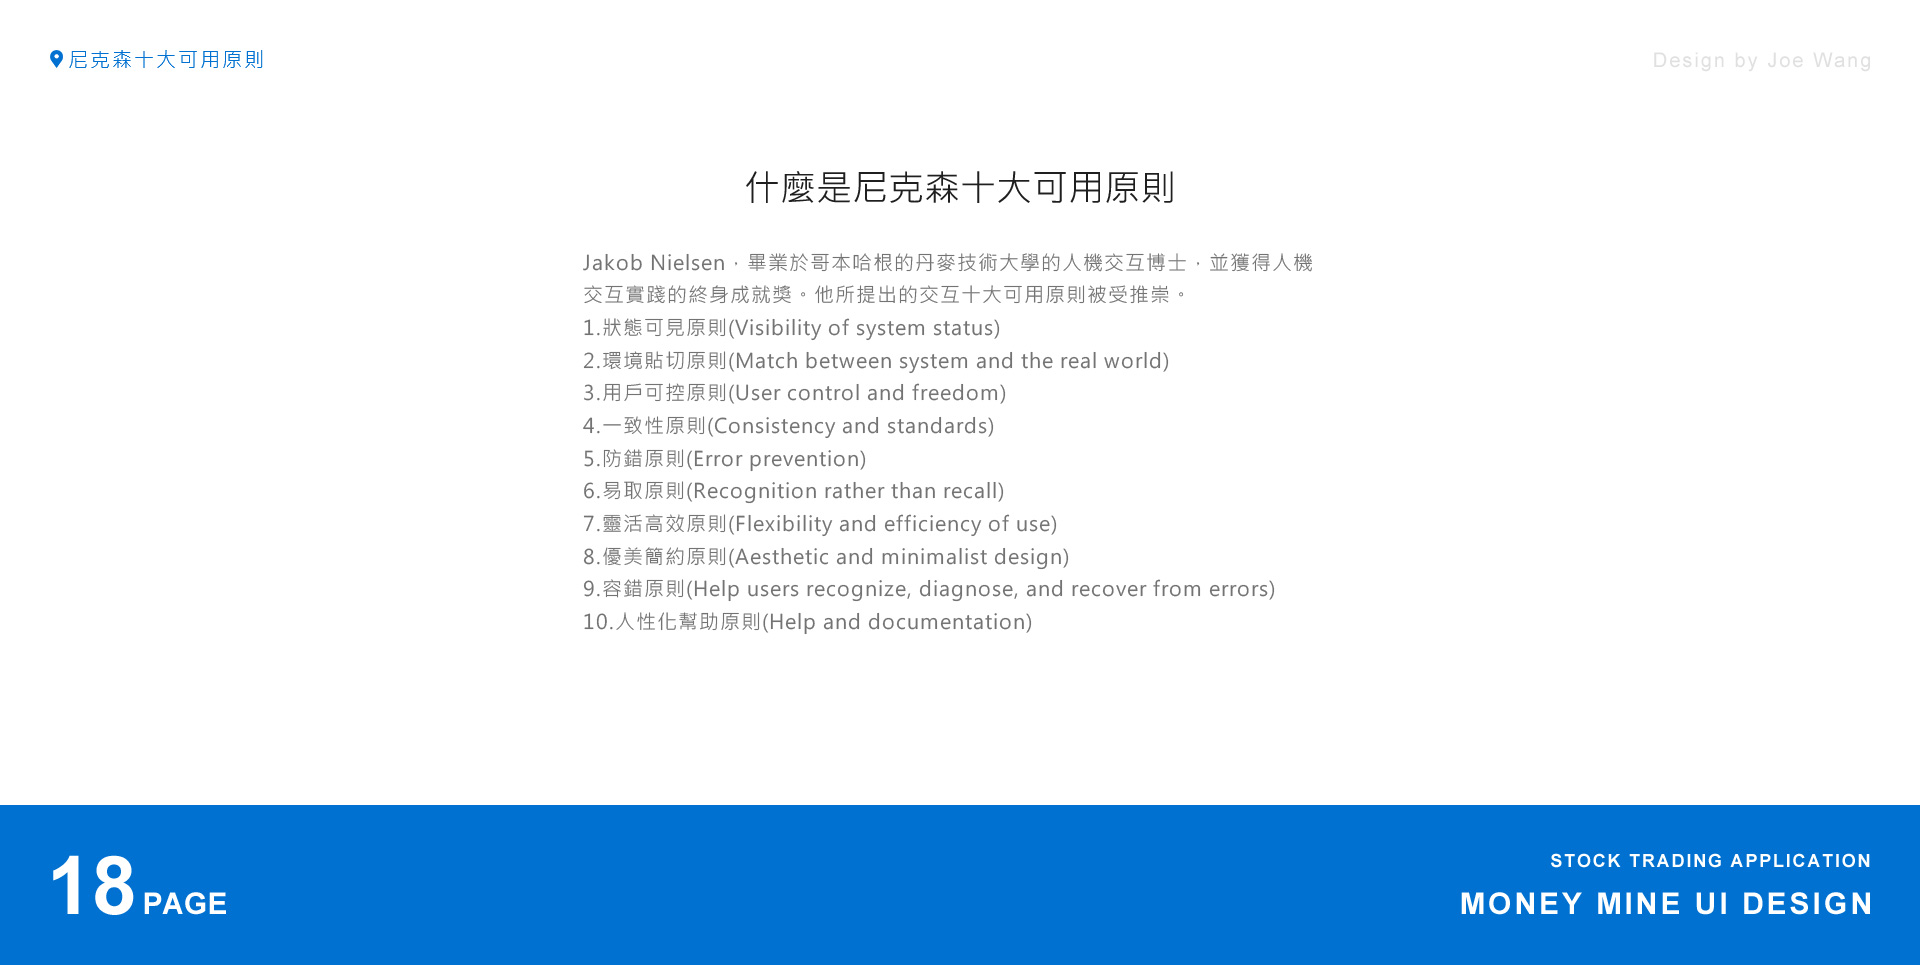 尼克森十大可用原則
Design by Joe Wang
什麼是尼克森十大可用原則
Jakob Nielsen，畢業於哥本哈根的丹麥技術大學的人機交互博士，並獲得人機
交互實踐的終身成就獎。他所提出的交互十大可用原則被受推崇。
1.狀態可見原則(Visibility of system status)
2.環境貼切原則(Match between system and the real world)
3.用戶可控原則(User control and freedom)
4.一致性原則(Consistency and standards)
5.防錯原則(Error prevention)
6.易取原則(Recognition rather than recall)
7.靈活高效原則(Flexibility and efficiency of use)
8.優美簡約原則(Aesthetic and minimalist design)
9.容錯原則(Help users recognize, diagnose, and recover from errors)
10.人性化幫助原則(Help and documentation)
18 PAGE
STOCK TRADING APPLICATION
MONEY MINE UI DESIGN